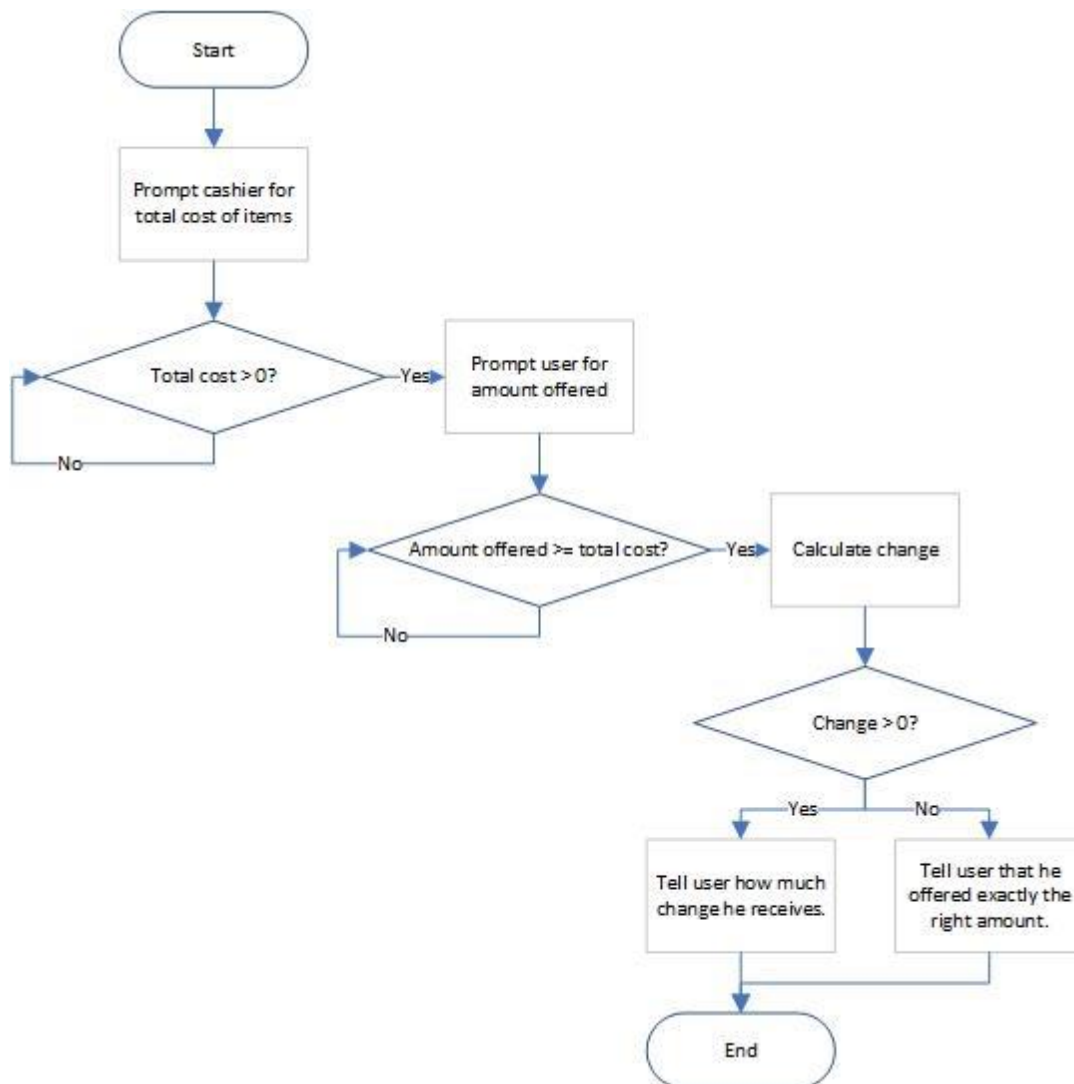 Start
Prompt cashier for
total cost of items
Total cost > 0?
Yes
Prompt user for
amount offered
No
Amount offered >= total cost?
Yes
Calculate change
No
Change > 0?
Yes
No
Tell user how much
change he receives.
Tell user that he
offered exactly the
right amount.
End